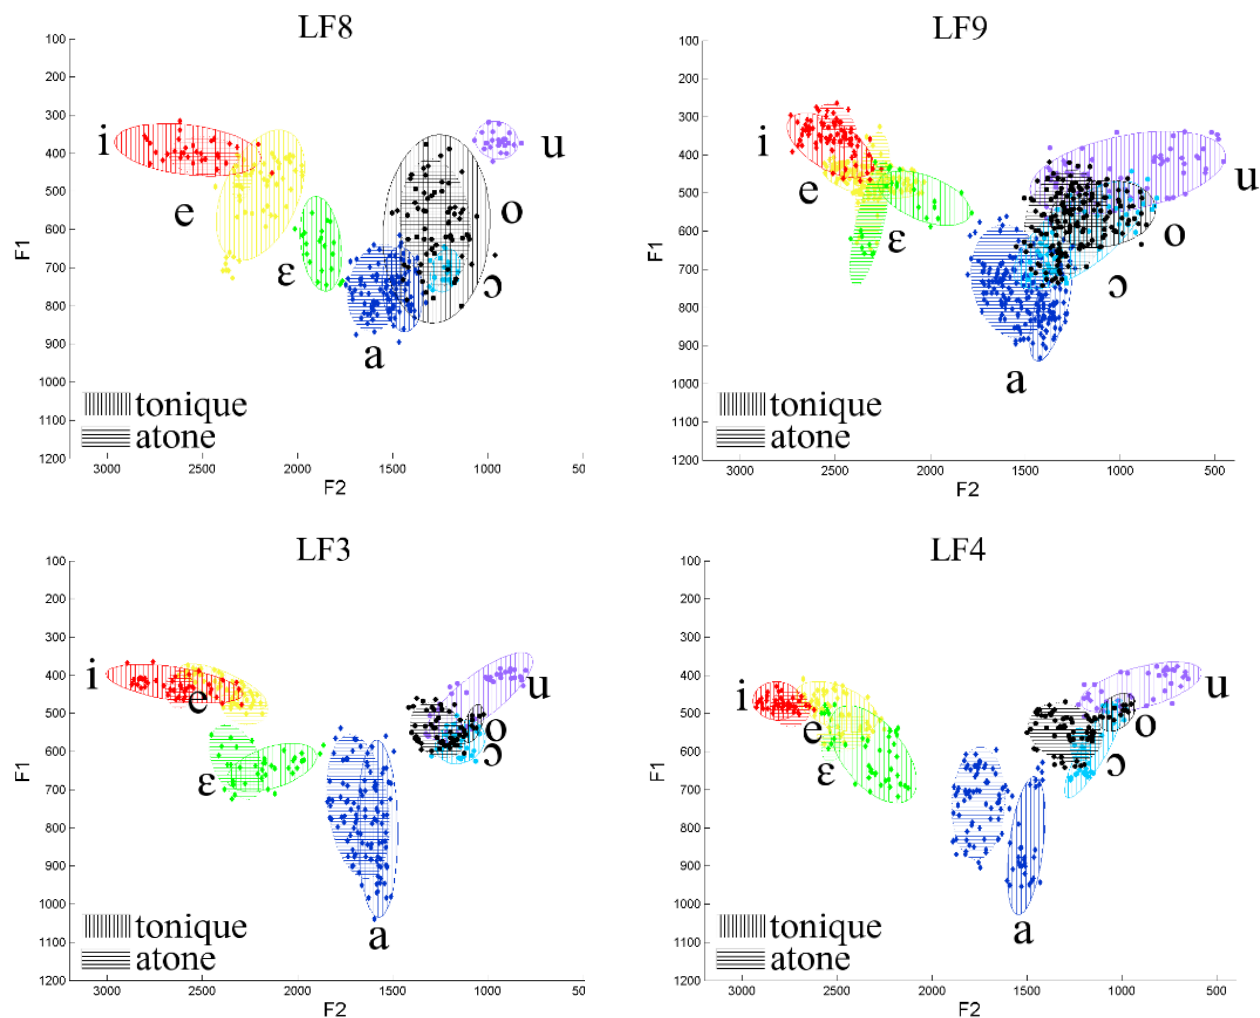 LF8
100
200
300
400
500
600
700
800
900
1000
1100
1200
F1
i
e
ɛ
a
o
ɔ
u
tonique
atone
3000 2500 2000 1500 1000 50
F2
LF9
100
200
300
400
500
600
700
800
900
1000
1100
1200
F1
i
e
ɛ
a
u
o
ɔ
tonique
atone
3000 2500 2000 1500 1000 500
F2
LF3
100
200
300
400
500
600
700
800
900
1000
1100
1200
F1
i
e
ɛ
a
u
o
ɔ
tonique
atone
3000 2500 2000 1500 1000 50
F2
LF4
100
200
300
400
500
600
700
800
900
1000
1100
1200
F1
i
e
ɛ
a
u
o
ɔ
tonique
atone
3000 2500 2000 1500 1000 500
F2